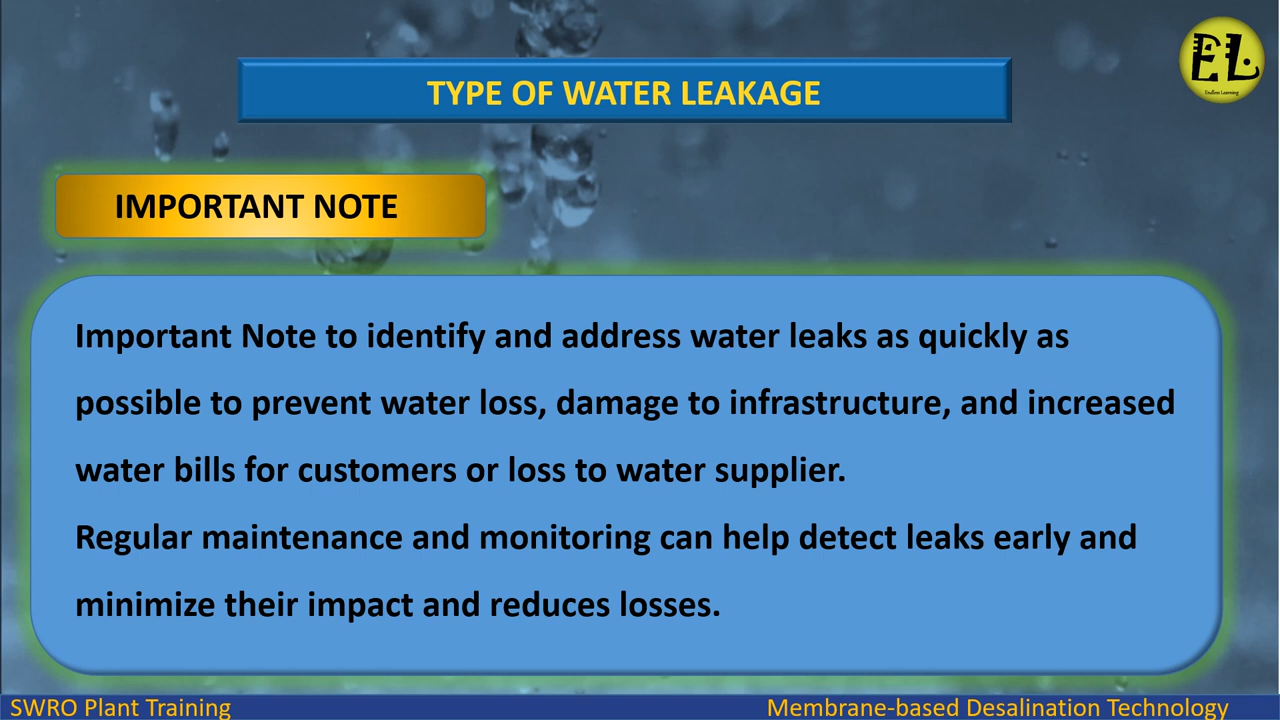 EL
Endless Learning
TYPE OF WATER LEAKAGE
IMPORTANT NOTE
Important Note to identify and address water leaks as quickly as
possible to prevent water loss, damage to infrastructure, and increased
water bills for customers or loss to water supplier.
Regular maintenance and monitoring can help detect leaks early and
minimize their impact and reduces losses.
SWRO Plant Training
Membrane-based Desalination Technology